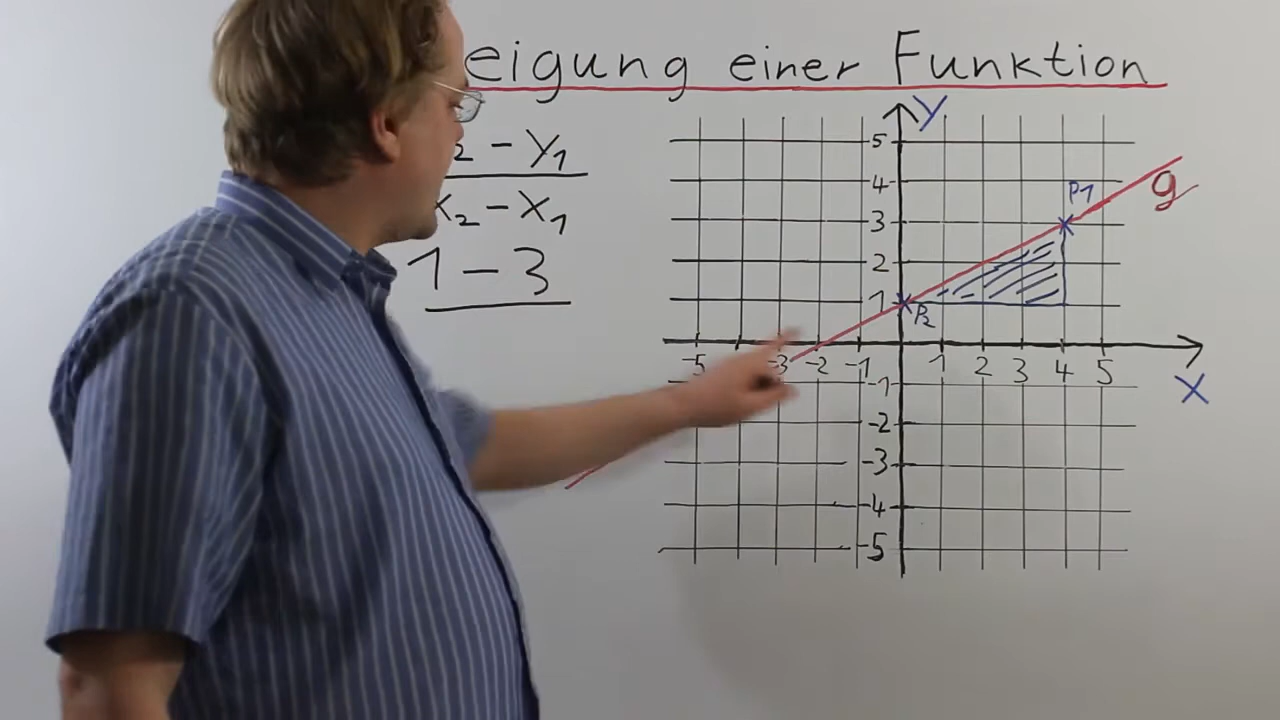 eigung einer Funktion
2 - y1
x2 - x1
1 - 3
y
5
4
3
2
1
P1
g
P2
-5 -3 -2 -1 1 2 3 4 5
x
-1
-2
-3
-4
-5